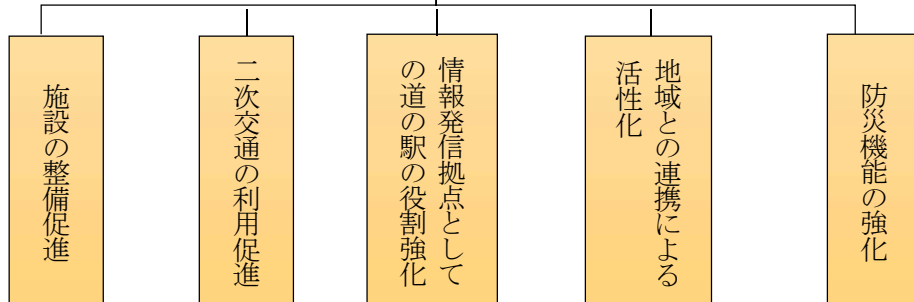 施設の整備促進
二次交通の利用促進
情報発信拠点として
の道の駅の役割強化
地域との連携による
活性化
防災機能の強化